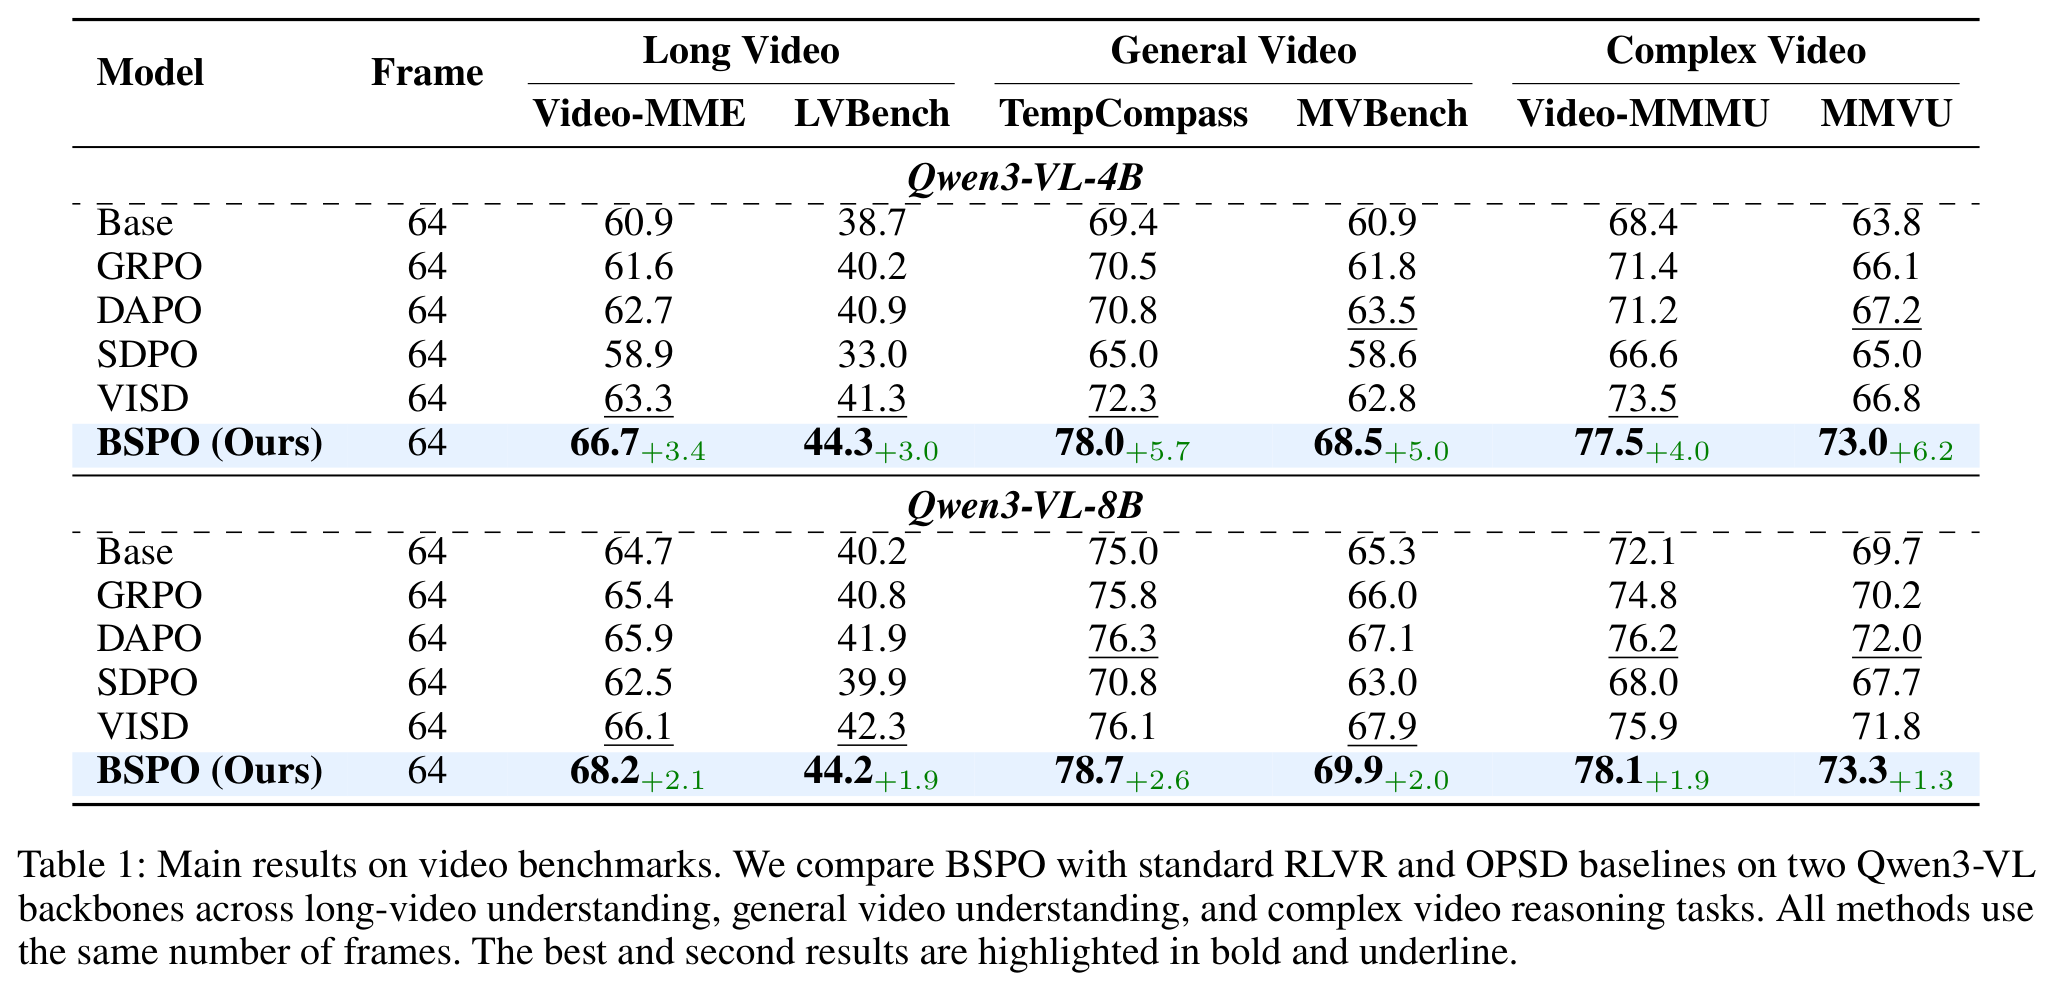 Model Frame Long Video General Video Complex Video
Video-MME LVBench TempCompass MVBench Video-MMMU MMVU
Qwen3-VL-4B
Base 64 60.9 38.7 69.4 60.9 68.4 63.8
GRPO 64 61.6 40.2 70.5 61.8 71.4 66.1
DAPO 64 62.7 40.9 70.8 63.5 71.2 67.2
SDPO 64 58.9 33.0 65.0 58.6 66.6 65.0
VISD 64 63.3 41.3 72.3 62.8 73.5 66.8
BSPO (Ours) 64 66.7+3.4 44.3+3.0 78.0+5.7 68.5+5.0 77.5+4.0 73.0+6.2
Qwen3-VL-8B
Base 64 64.7 40.2 75.0 65.3 72.1 69.7
GRPO 64 65.4 40.8 75.8 66.0 74.8 70.2
DAPO 64 65.9 41.9 76.3 67.1 76.2 72.0
SDPO 64 62.5 39.9 70.8 63.0 68.0 67.7
VISD 64 66.1 42.3 76.1 67.9 75.9 71.8
BSPO (Ours) 64 68.2+2.1 44.2+1.9 78.7+2.6 69.9+2.0 78.1+1.9 73.3+1.3
Table 1: Main results on video benchmarks. We compare BSPO with standard RLVR and OPSD baselines on two Qwen3-VL
backbones across long-video understanding, general video understanding, and complex video reasoning tasks. All methods use
the same number of frames. The best and second results are highlighted in bold and underline.